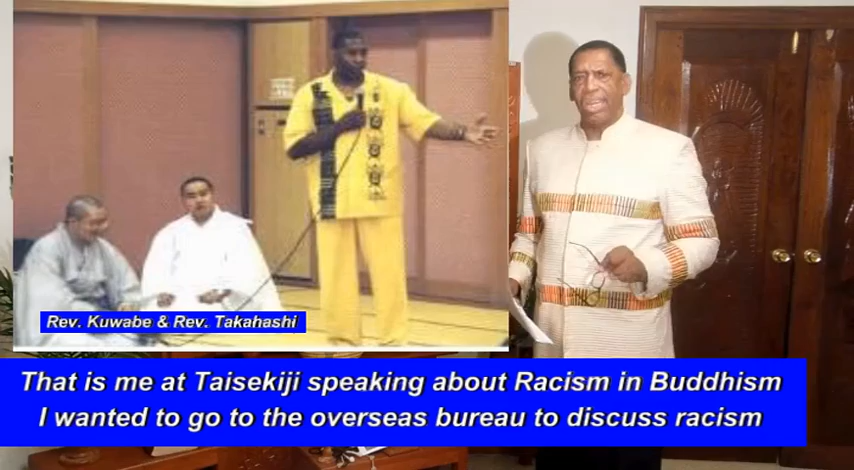 Rev. Kuwabe & Rev. Takahashi
That is me at Taisekiji speaking about Racism in Buddhism
I wanted to go to the overseas bureau to discuss racism